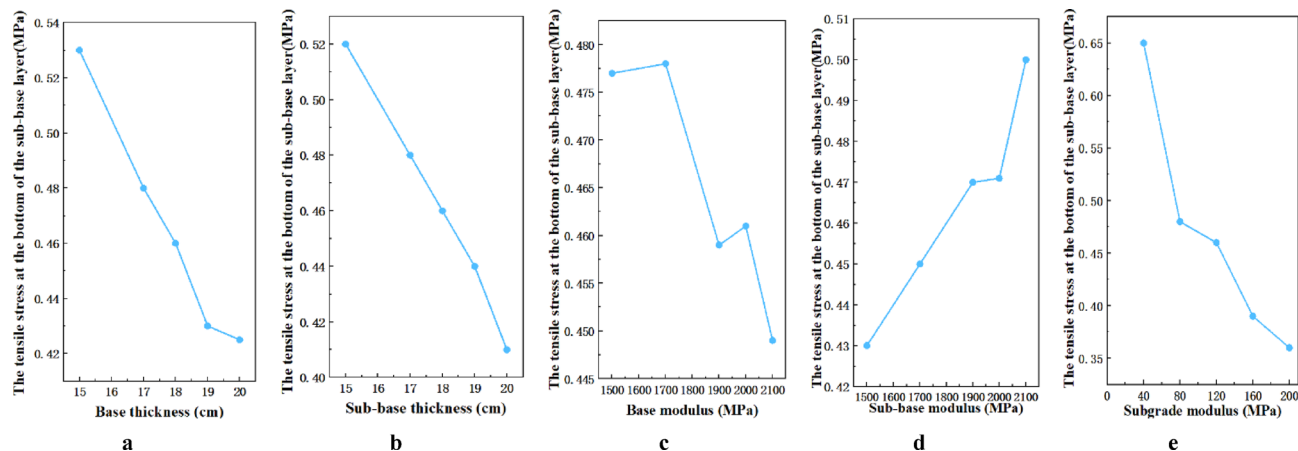 The tensile stress at the bottom of the sub-base layer(MPa)
0.54
0.52
0.50
0.48
0.46
0.44
0.42
15 16 17 18 19 20
Base thickness (cm)
a
The tensile stress at the bottom of the sub-base layer(MPa)
0.52
0.50
0.48
0.46
0.44
0.42
0.40
15 16 17 18 19 20
Sub-base thickness (cm)
b
The tensile stress at the bottom of the sub-base layer(MPa)
0.480
0.475
0.470
0.465
0.460
0.455
0.450
0.445
1500 1600 1700 1800 1900 2000 2100
Base modulus (MPa)
c
The tensile stress at the bottom of the sub-base layer(MPa)
0.51
0.50
0.49
0.48
0.47
0.46
0.45
0.44
0.43
0.42
1500 1600 1700 1800 1900 2000 2100
Sub-base modulus (MPa)
d
The tensile stress at the bottom of the sub-base layer(MPa)
0.65
0.60
0.55
0.50
0.45
0.40
0.35
0 40 80 120 160 200
Subgrade modulus (MPa)
e